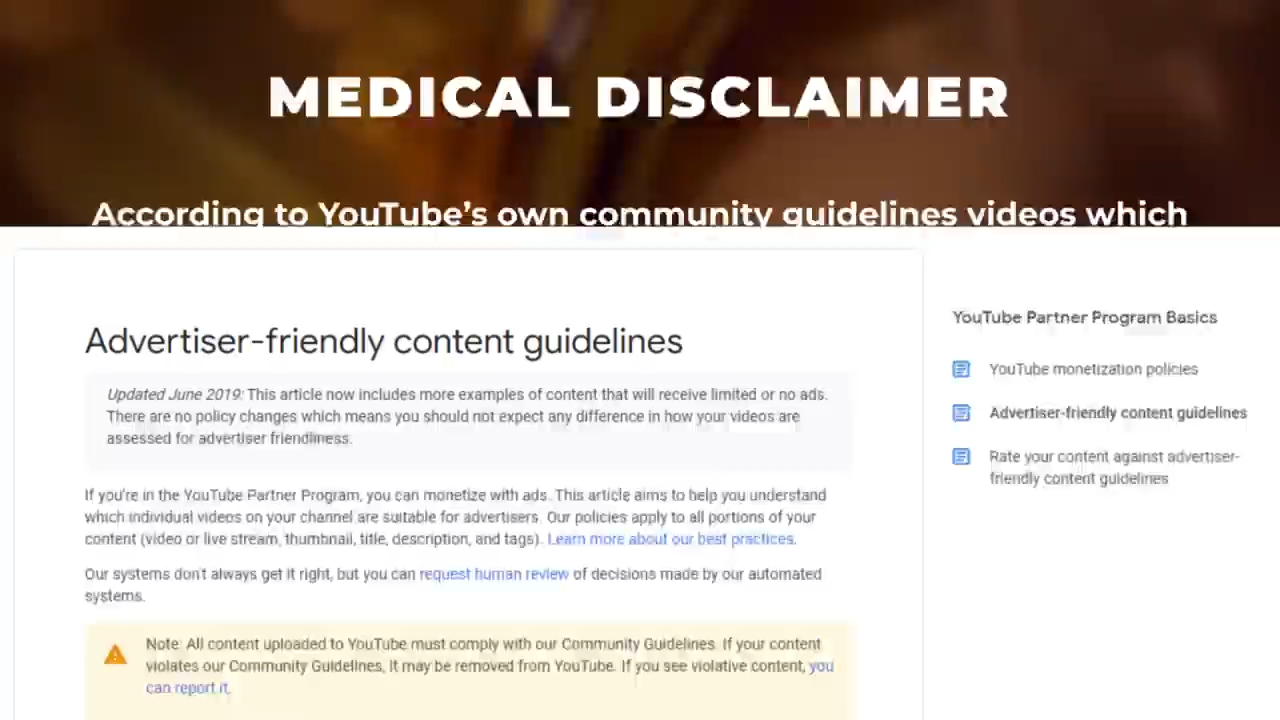 MEDICAL DISCLAIMER
According to YouTube's own community guidelines videos which
Advertiser-friendly content guidelines
Updated June 2019: This article now includes more examples of content that will receive limited or no ads.
There are no policy changes which means you should not expect any difference in how your videos are
assessed for advertiser friendliness.
If you're in the YouTube Partner Program, you can monetize with ads. This article aims to help you understand
which individual videos on your channel are suitable for advertisers. Our policies apply to all portions of your
content (video or live stream, thumbnail, title, description, and tags). Learn more about our best practices.
Our systems don't always get it right, but you can request human review of decisions made by our automated
systems.
Note: All content uploaded to YouTube must comply with our Community Guidelines. If your content
violates our Community Guidelines, it may be removed from YouTube. If you see violative content, you
can report it.
YouTube Partner Program Basics
YouTube monetization policies
Advertiser-friendly content guidelines
Rate your content against advertiser-
friendly content guidelines